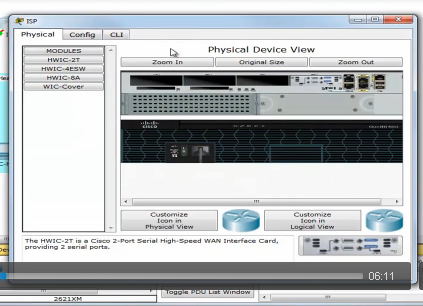 ISP
Physical
Config
CLI
MODULES
HWIC-2T
HWIC-4ESW
HWIC-8A
WIC-Cover
Physical Device View
Zoom In
Original Size
Zoom Out
CISCO
Customize
Icon in
Physical View
Customize
Icon in
Logical View
The HWIC-2T is a Cisco 2-Port Serial High-Speed WAN Interface Card,
providing 2 serial ports.
06:11
Toggle PDU List Window
2621XM